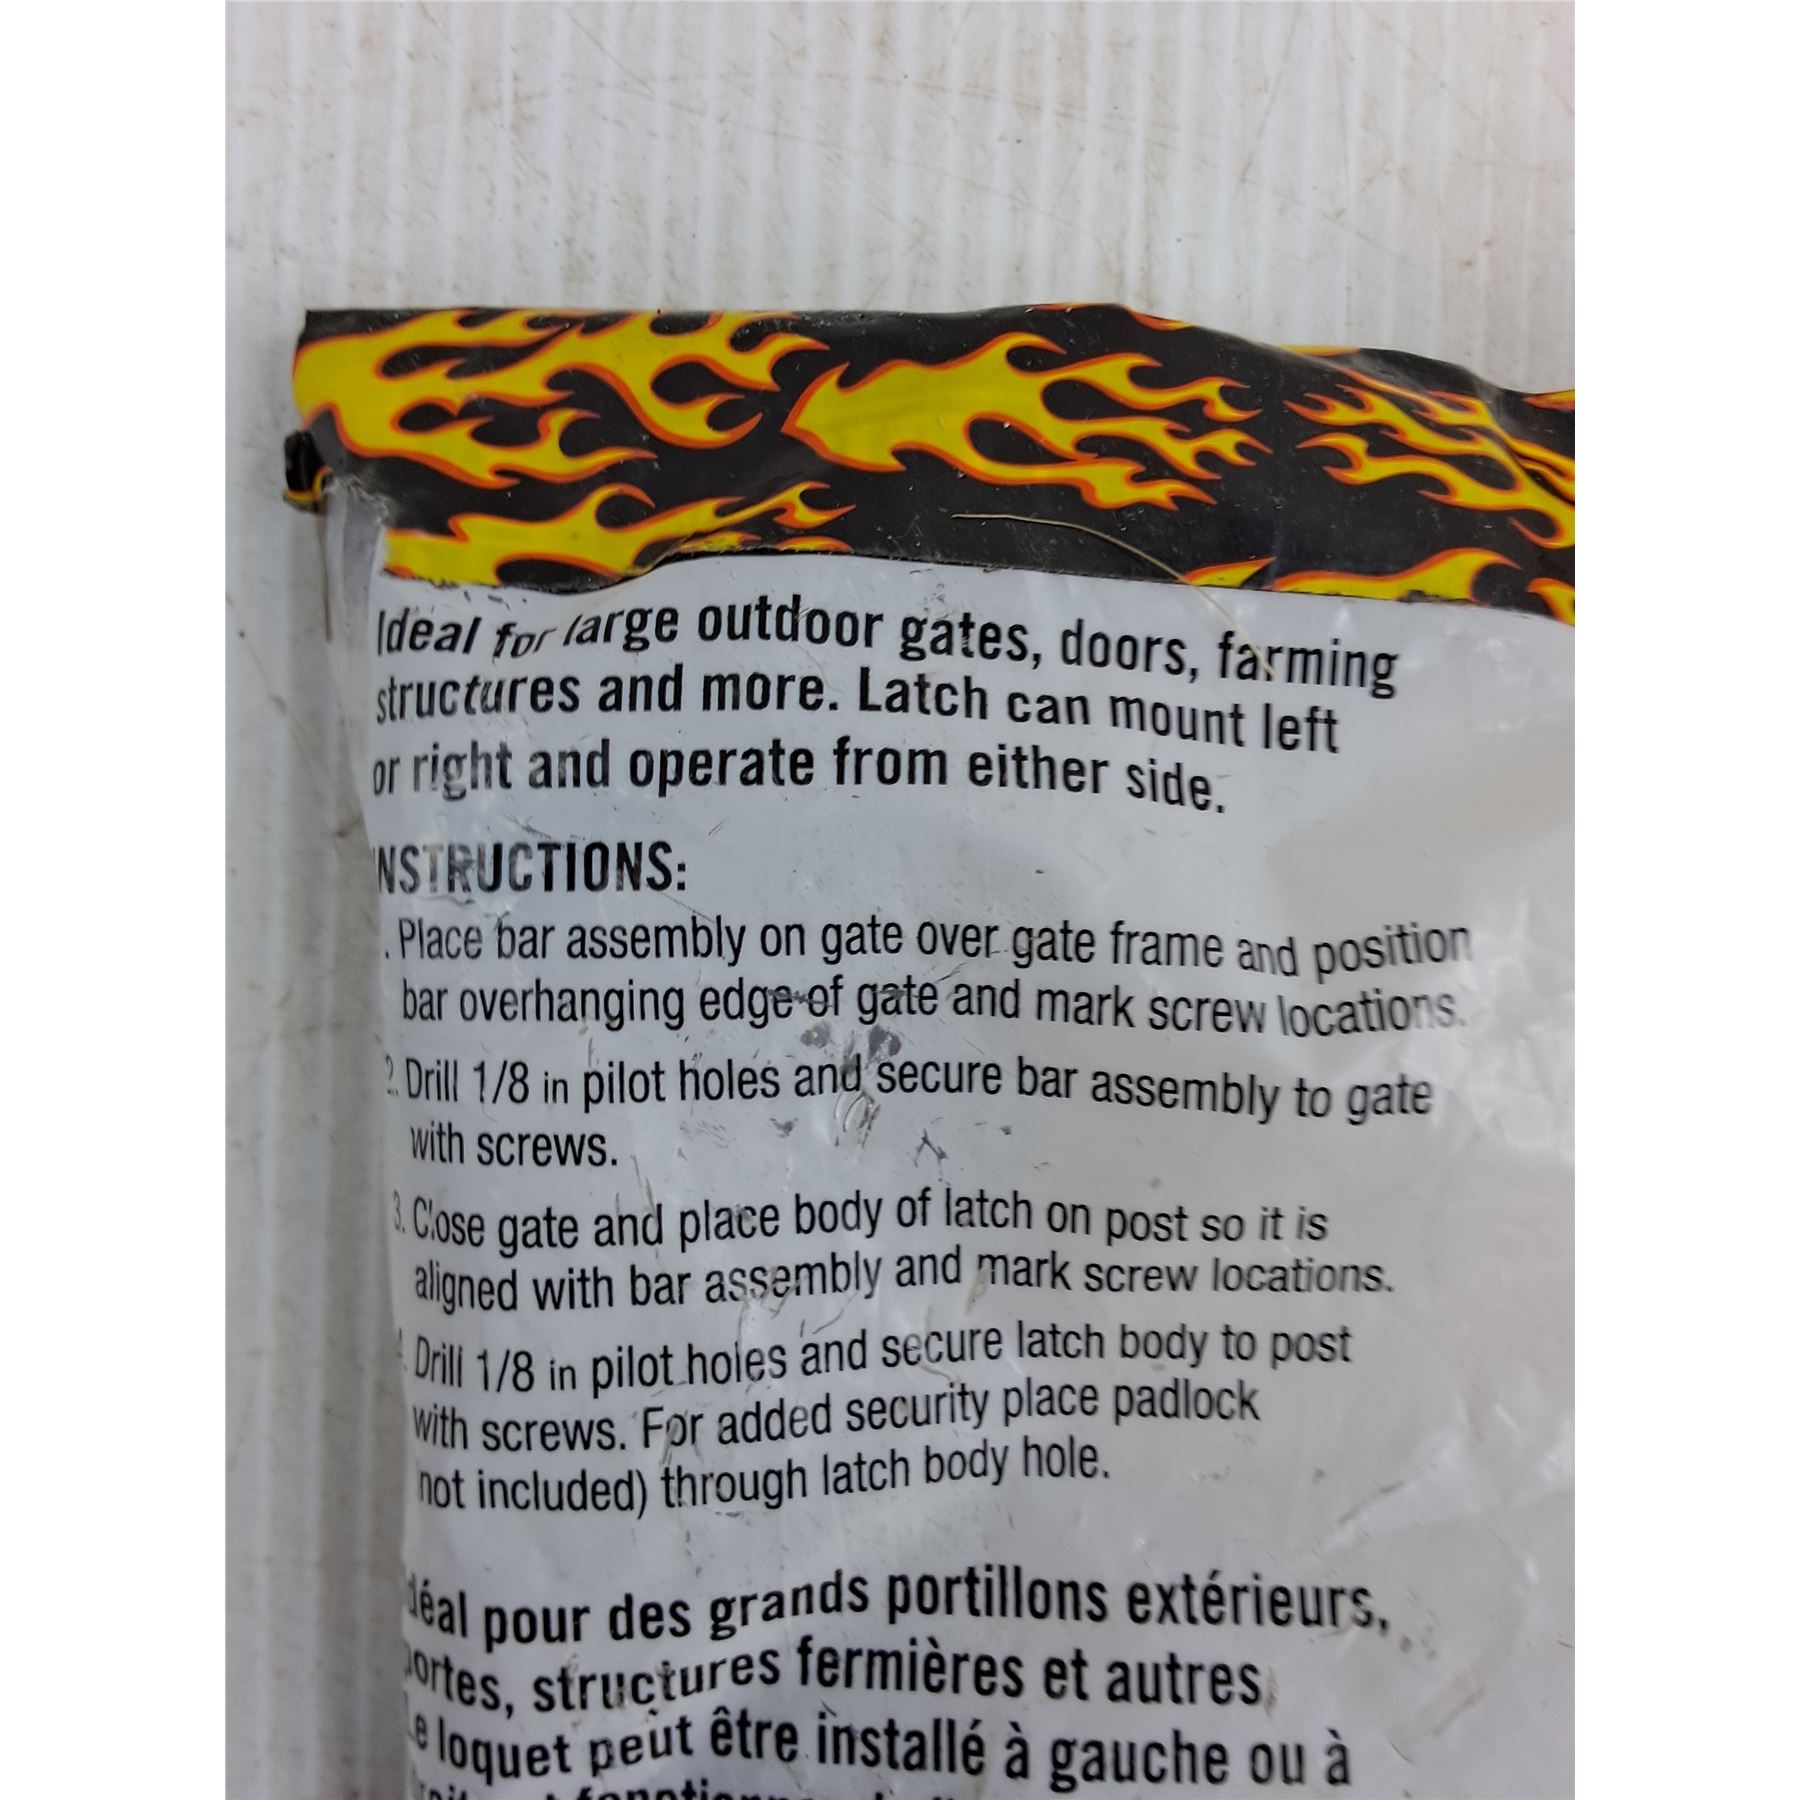 Ideal for large outdoor gates, doors, farming
structures and more. Latch can mount left
or right and operate from either side.
INSTRUCTIONS:
. Place bar assembly on gate over gate frame and position
bar overhanging edge of gate and mark screw locations.
2. Drill 1/8 in pilot holes and secure bar assembly to gate
with screws.
3. Close gate and place body of latch on post so it is
aligned with bar assembly and mark screw locations.
4. Drill 1/8 in pilot holes and secure latch body to post
with screws. For added security place padlock
not included) through latch body hole.
déal pour des grands portillons extérieurs,
portes, structures fermières et autres
Le loquet peut être installé à gauche ou à